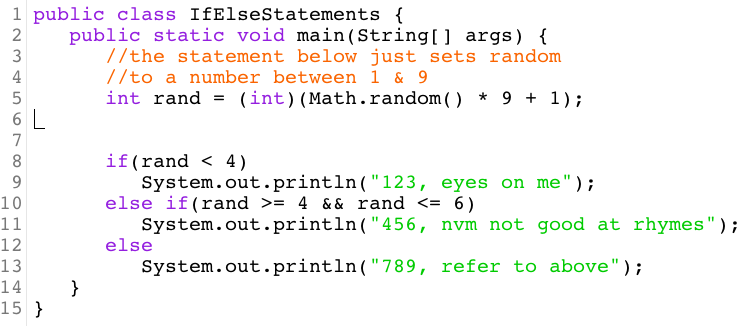 1 public class IfElseStatements {
2    public static void main(String[] args) {
3       //the statement below just sets random
4       //to a number between 1 & 9
5       int rand = (int)(Math.random() * 9 + 1);
6
7
8       if(rand < 4)
9          System.out.println("123, eyes on me");
10       else if(rand >= 4 && rand <= 6)
11          System.out.println("456, nvm not good at rhymes");
12       else
13          System.out.println("789, refer to above");
14    }
15 }